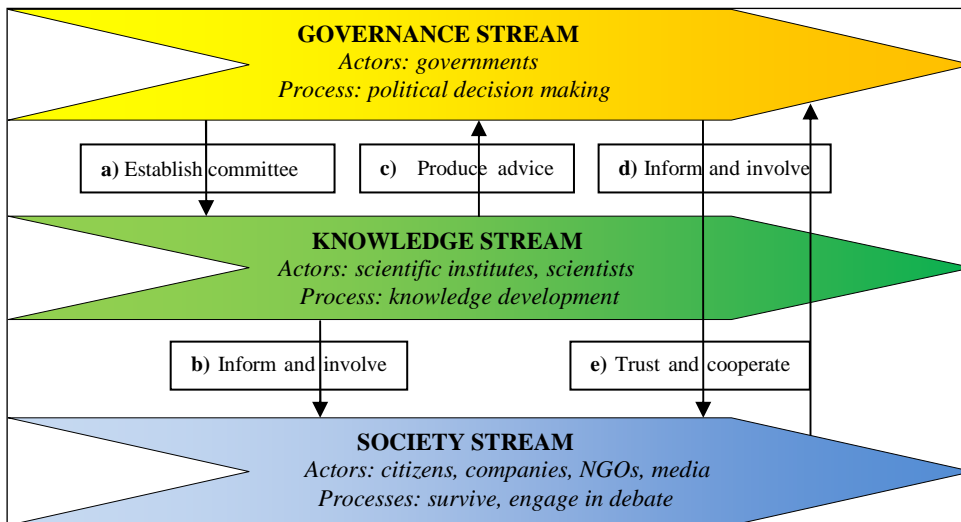 GOVERNANCE STREAM
Actors: governments
Process: political decision making
a) Establish committee
c) Produce advice
d) Inform and involve
KNOWLEDGE STREAM
Actors: scientific institutes, scientists
Process: knowledge development
b) Inform and involve
e) Trust and cooperate
SOCIETY STREAM
Actors: citizens, companies, NGOs, media
Processes: survive, engage in debate